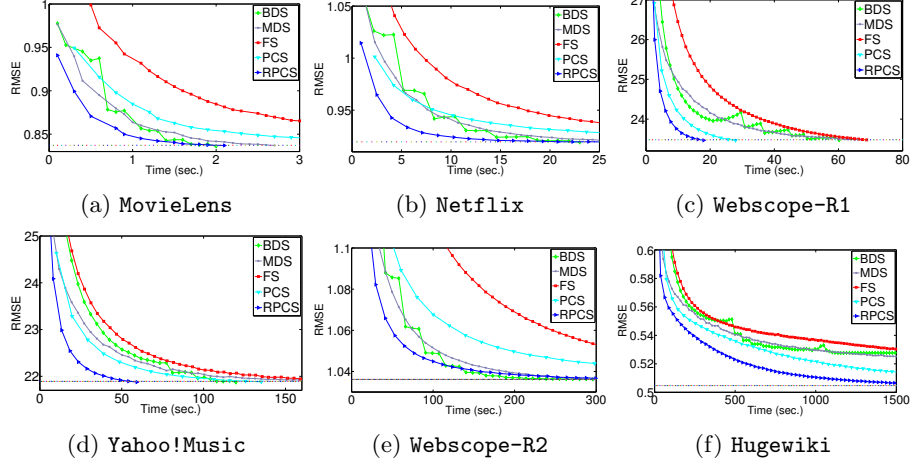 1
0.95
0.9
0.85
RMSE
0 1 2 3
Time (sec.)
BDS
MDS
FS
PCS
RPCS
(a) MovieLens
1.05
1
0.95
RMSE
0 5 10 15 20 25
Time (sec.)
BDS
MDS
FS
PCS
RPCS
(b) Netflix
27
26
25
24
RMSE
0 20 40 60 80
Time (sec.)
BDS
MDS
FS
PCS
RPCS
(c) Webscope-R1
25
24
23
22
RMSE
0 50 100 150
Time (sec.)
BDS
MDS
FS
PCS
RPCS
(d) Yahoo!Music
1.1
1.08
1.06
1.04
RMSE
0 100 200 300
Time (sec.)
BDS
MDS
FS
PCS
RPCS
(e) Webscope-R2
0.6
0.58
0.56
0.54
0.52
0.5
RMSE
0 500 1000 1500
Time (sec.)
BDS
MDS
FS
PCS
RPCS
(f) Hugewiki